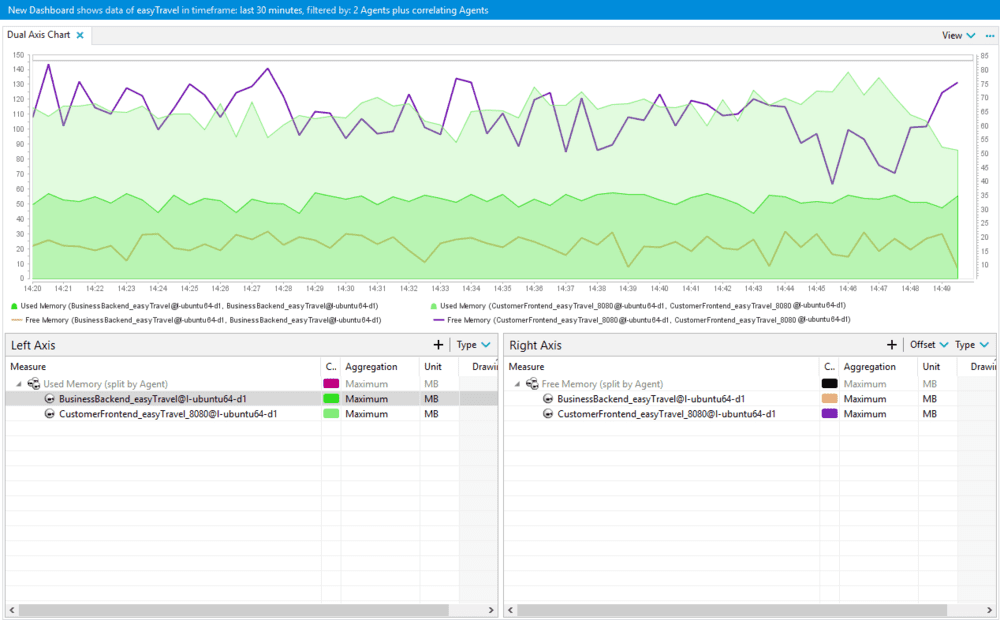 New Dashboard shows data of easyTravel in timeframe: last 30 minutes, filtered by: 2 Agents plus correlating Agents
Dual Axis Chart
View
150
140
130
120
110
100
90
80
70
60
50
40
30
20
10
0
85
80
75
70
65
60
55
50
45
40
35
30
25
20
15
10
14:20 14:21 14:22 14:23 14:24 14:25 14:26 14:27 14:28 14:29 14:30 14:31 14:32 14:33 14:34 14:35 14:36 14:37 14:38 14:39 14:40 14:41 14:42 14:43 14:44 14:45 14:46 14:47 14:48 14:49
Used Memory (BusinessBackend_easyTravel@l-ubuntu64-d1, BusinessBackend_easyTravel@l-ubuntu64-d1) Used Memory (CustomerFrontend_easyTravel_8080@l-ubuntu64-d1, CustomerFrontend_easyTravel_8080@l-ubuntu64-d1)
Free Memory (BusinessBackend_easyTravel@l-ubuntu64-d1, BusinessBackend_easyTravel@l-ubuntu64-d1) Free Memory (CustomerFrontend_easyTravel_8080@l-ubuntu64-d1, CustomerFrontend_easyTravel_8080@l-ubuntu64-d1)
Left Axis + Type
Measure C.. Aggregation Unit Drawi
Used Memory (split by Agent) Maximum MB
BusinessBackend_easyTravel@l-ubuntu64-d1 Maximum MB
CustomerFrontend_easyTravel_8080@l-ubuntu64-d1 Maximum MB
Right Axis + Offset Type
Measure C.. Aggregation Unit Drawi
Free Memory (split by Agent) Maximum MB
BusinessBackend_easyTravel@l-ubuntu64-d1 Maximum MB
CustomerFrontend_easyTravel_8080@l-ubuntu64-d1 Maximum MB